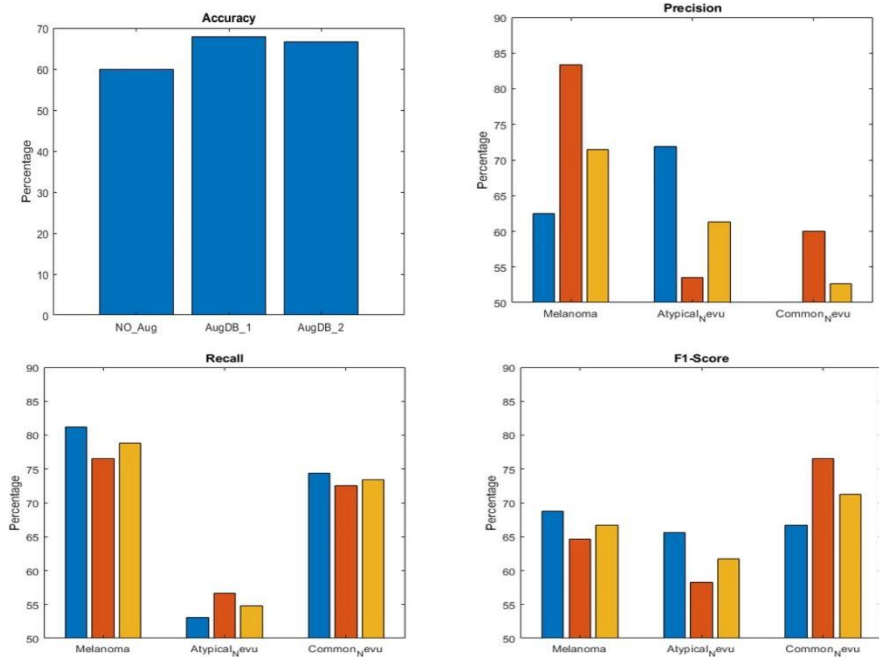 Accuracy
Percentage
70
60
50
40
30
20
10
0
NO_Aug
AugDB_1
AugDB_2
Precision
Percentage
90
85
80
75
70
65
60
55
50
Melanoma
Atypical_Nevu
Common_Nevu
Recall
Percentage
90
85
80
75
70
65
60
55
50
Melanoma
Atypical_Nevu
Common_Nevu
F1-Score
Percentage
90
85
80
75
70
65
60
55
50
Melanoma
Atypical_Nevu
Common_Nevu